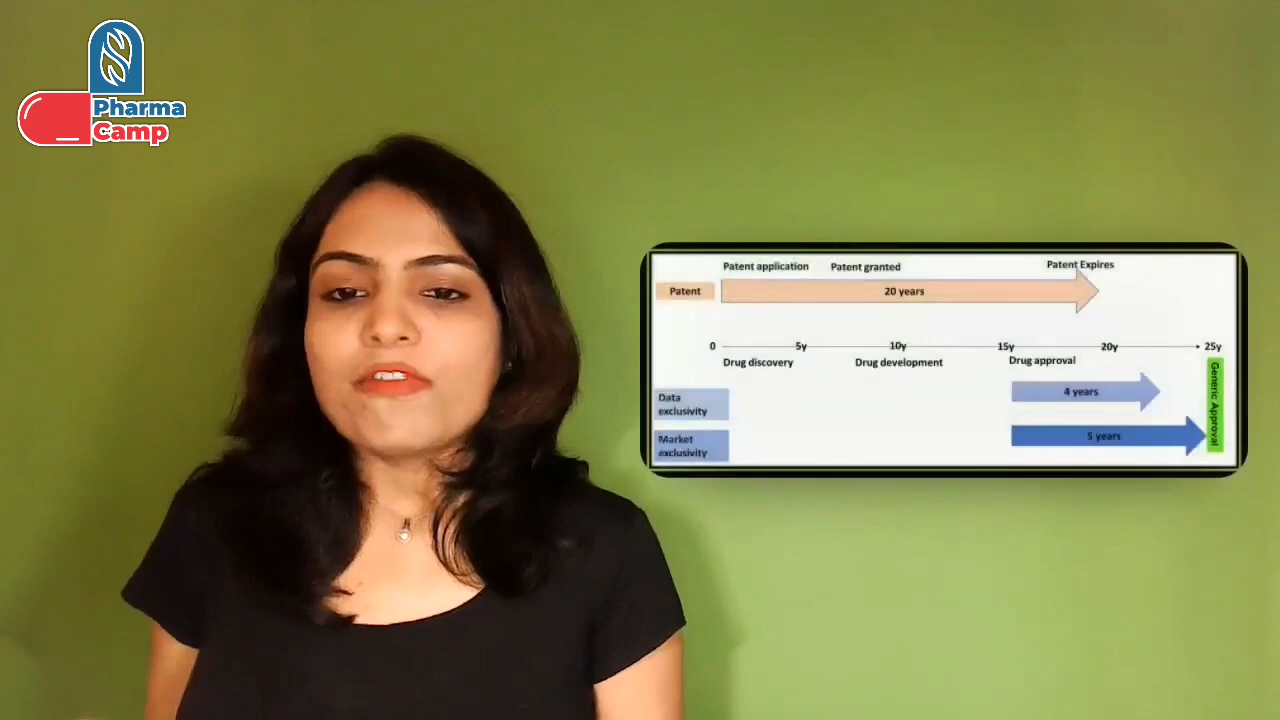 Pharma
Camp
Patent application Patent granted Patent Expires
Patent 20 years
0 5y 10y 15y 20y 25y
Drug discovery Drug development Drug approval
Data
exclusivity
4 years
Market
exclusivity
5 years
Generic Approval